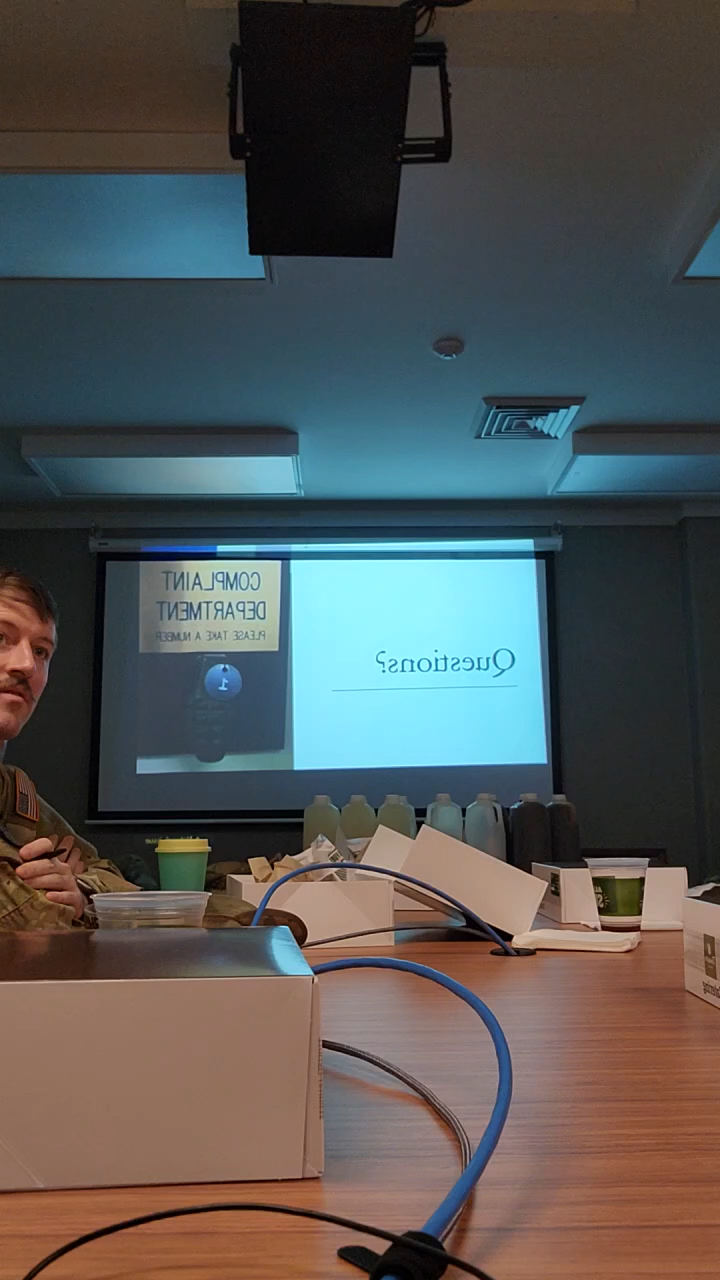 COMPLAINT
DEPARTMENT
PLEASE TAKE A NUMBER
1
Questions?